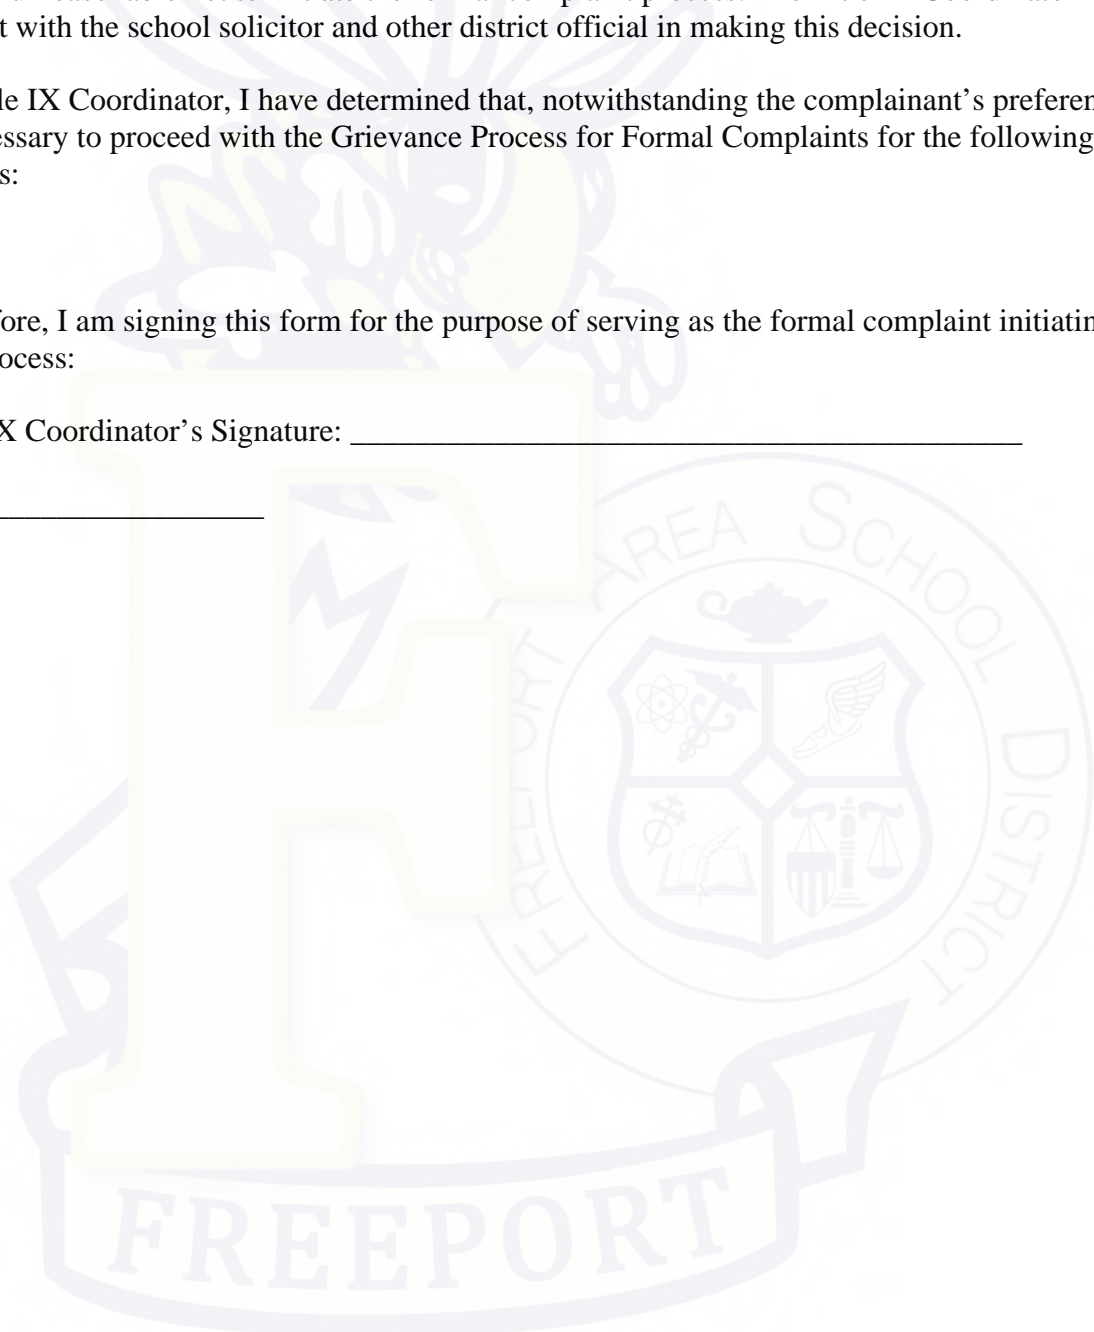 t with the school solicitor and other district official in making this decision.
le IX Coordinator, I have determined that, notwithstanding the complainant’s preferen
essary to proceed with the Grievance Process for Formal Complaints for the following
s:
fore, I am signing this form for the purpose of serving as the formal complaint initiatin
ocess:
X Coordinator’s Signature: __________________________________________
_________________
FREEPORT AREA SCHOOL DISTRICT
FREEPORT